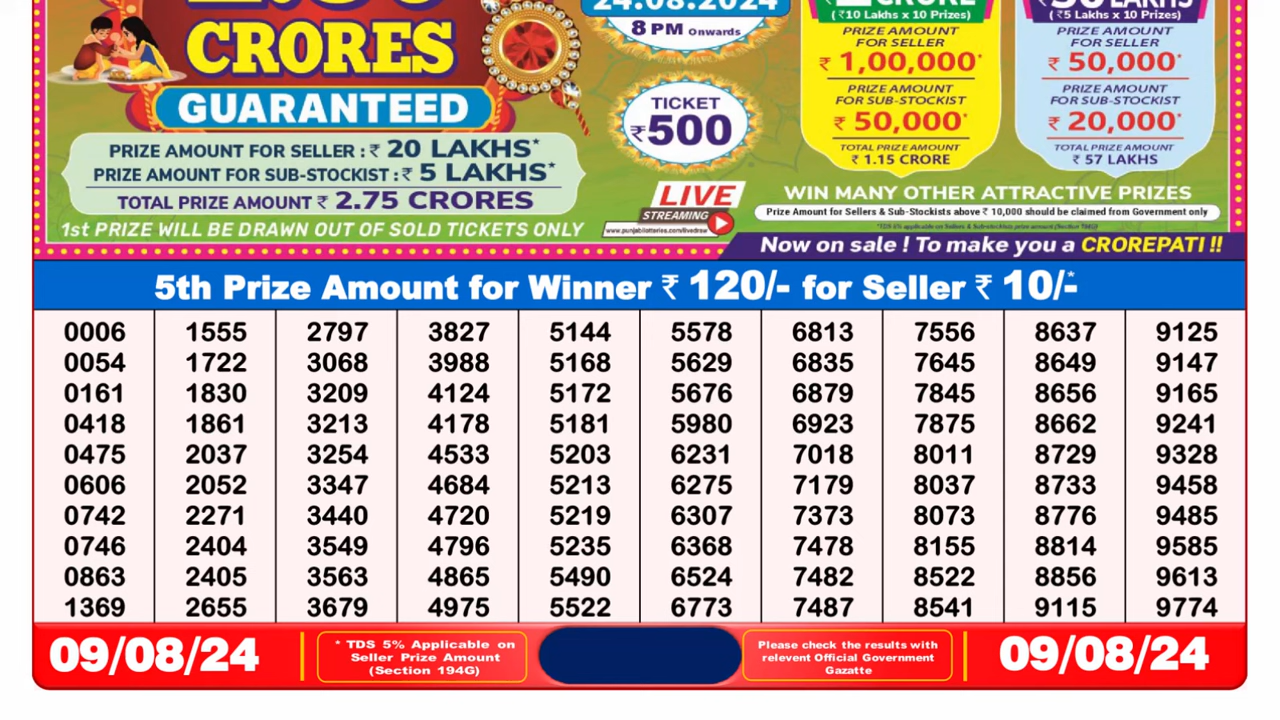 CRORES
GUARANTEED
PRIZE AMOUNT FOR SELLER : ₹ 20 LAKHS*
PRIZE AMOUNT FOR SUB-STOCKIST : ₹ 5 LAKHS*
TOTAL PRIZE AMOUNT ₹ 2.75 CRORES
1st PRIZE WILL BE DRAWN OUT OF SOLD TICKETS ONLY
24.08.2024
8 PM Onwards
TICKET
₹500
LIVE
STREAMING
www.punjablotteries.com/livedraw
CRORE
(₹10 Lakhs x 10 Prizes)
PRIZE AMOUNT
FOR SELLER
₹ 1,00,000*
PRIZE AMOUNT
FOR SUB-STOCKIST
₹ 50,000*
TOTAL PRIZE AMOUNT
₹ 1.15 CRORE
LAKHS
(₹5 Lakhs x 10 Prizes)
PRIZE AMOUNT
FOR SELLER
₹ 50,000*
PRIZE AMOUNT
FOR SUB-STOCKIST
₹ 20,000*
TOTAL PRIZE AMOUNT
₹ 57 LAKHS
WIN MANY OTHER ATTRACTIVE PRIZES
Prize Amount for Sellers & Sub-Stockists above ₹ 10,000 should be claimed from Government only
Now on sale ! To make you a CROREPATI !!
5th Prize Amount for Winner ₹ 120/- for Seller ₹ 10/-*
0006 1555 2797 3827 5144 5578 6813 7556 8637 9125
0054 1722 3068 3988 5168 5629 6835 7645 8649 9147
0161 1830 3209 4124 5172 5676 6879 7845 8656 9165
0418 1861 3213 4178 5181 5980 6923 7875 8662 9241
0475 2037 3254 4533 5203 6231 7018 8011 8729 9328
0606 2052 3347 4684 5213 6275 7179 8037 8733 9458
0742 2271 3440 4720 5219 6307 7373 8073 8776 9485
0746 2404 3549 4796 5235 6368 7478 8155 8814 9585
0863 2405 3563 4865 5490 6524 7482 8522 8856 9613
1369 2655 3679 4975 5522 6773 7487 8541 9115 9774
09/08/24
* TDS 5% Applicable on
Seller Prize Amount
(Section 194G)
Please check the results with
relevent Official Government
Gazatte
09/08/24